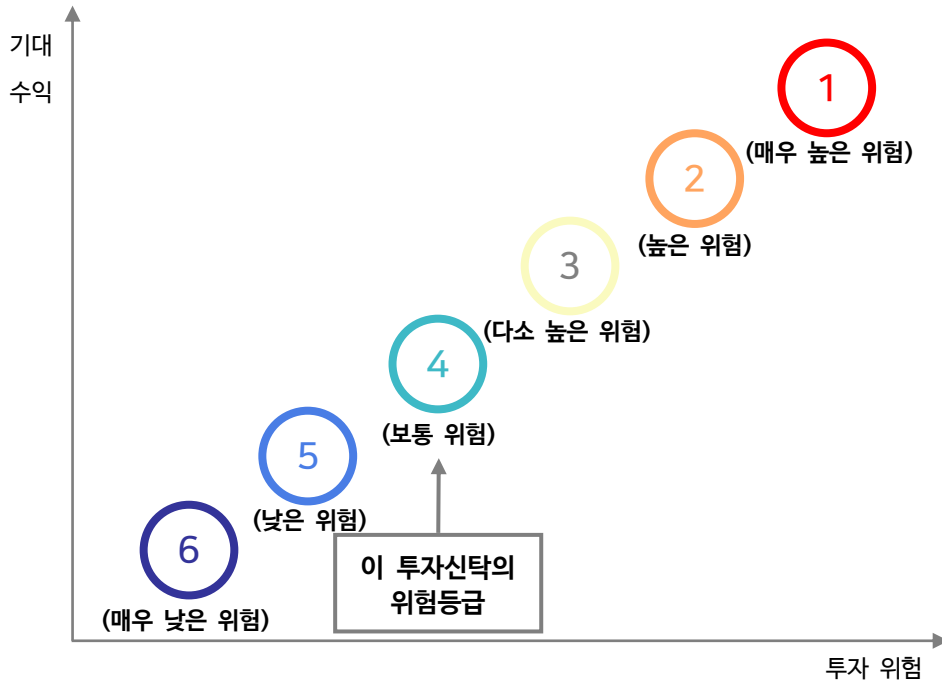 기대
수익
1
(매우 높은 위험)
2
(높은 위험)
3
(다소 높은 위험)
4
(보통 위험)
5
(낮은 위험)
6
(매우 낮은 위험)
이 투자신탁의
위험등급
투자 위험